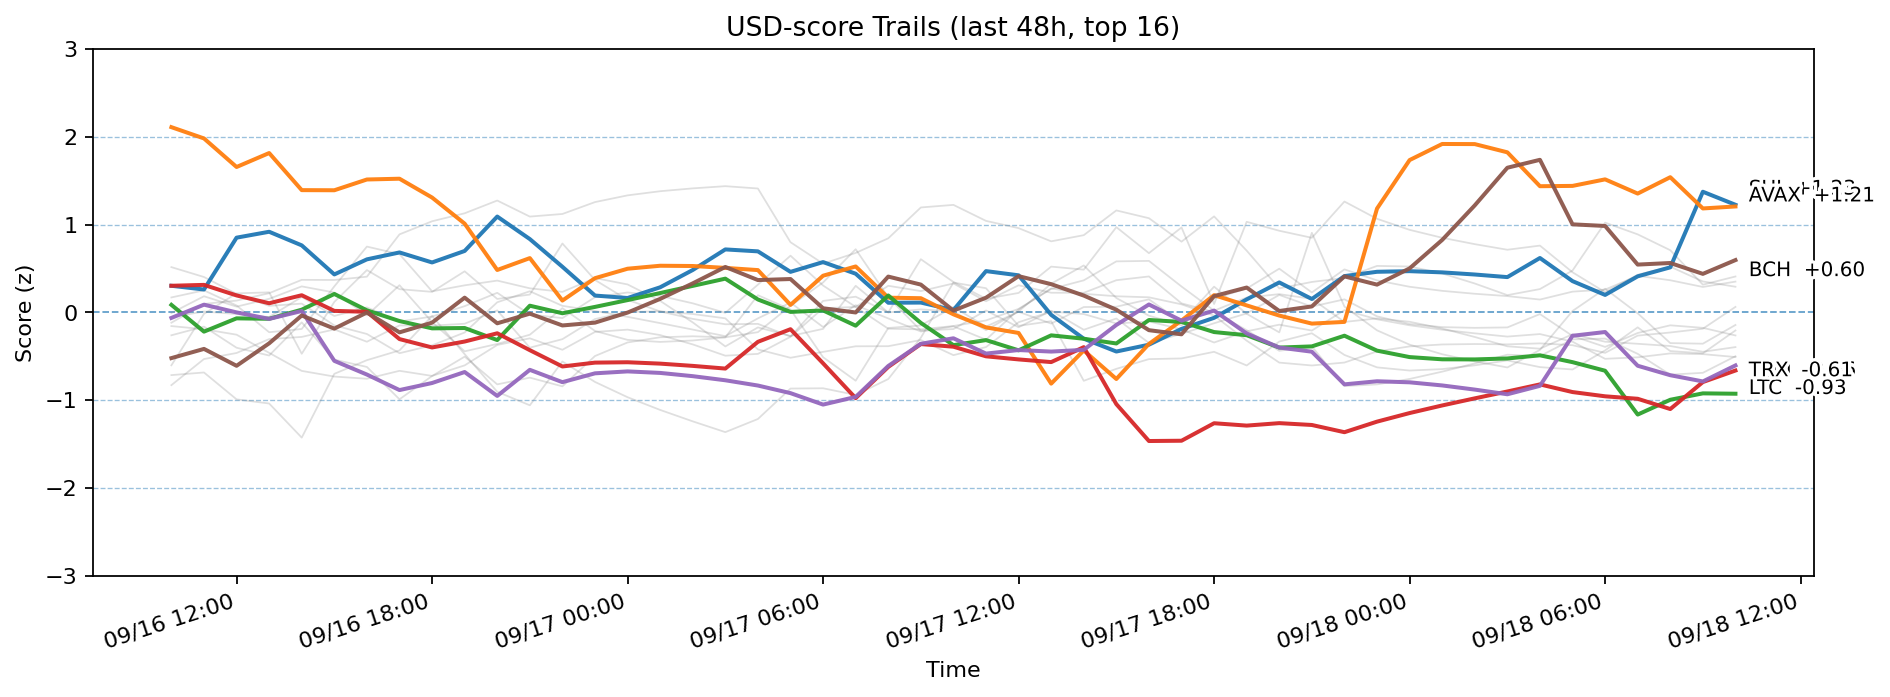 USD-score Trails (last 48h, top 16)
Score (z)
3
2
1
0
−1
−2
−3
AVAX +1.21
BCH +0.60
TRX -0.61
LTC -0.93
09/16 12:00
09/16 18:00
09/17 00:00
09/17 06:00
09/17 12:00
09/17 18:00
09/18 00:00
09/18 06:00
09/18 12:00
Time